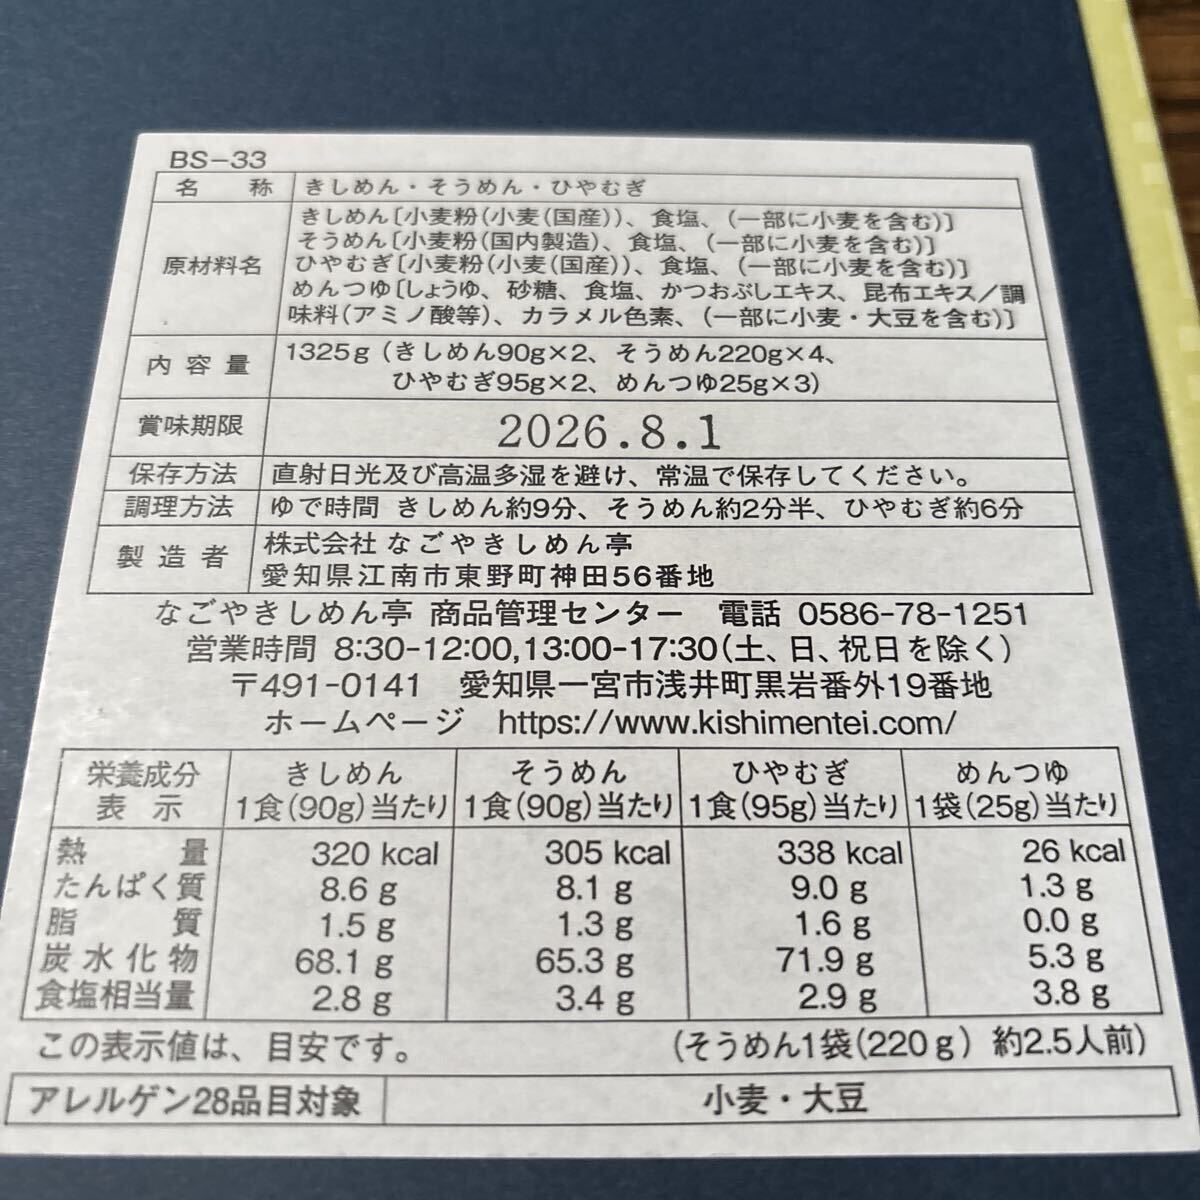 BS-33
名称 きしめん・そうめん・ひやむぎ
原材料名
きしめん[小麦粉(小麦(国産))、食塩、(一部に小麦を含む)]
そうめん[小麦粉(国内製造)、食塩、(一部に小麦を含む)]
ひやむぎ[小麦粉(小麦(国産))、食塩、(一部に小麦を含む)]
めんつゆ[しょうゆ、砂糖、食塩、かつおぶしエキス、昆布エキス/調
味料(アミノ酸等)、カラメル色素、(一部に小麦・大豆を含む)]
内容量 1325g (きしめん90g×2、そうめん220g×4、
ひやむぎ95g×2、めんつゆ25g×3)
賞味期限 2026.8.1
保存方法 直射日光及び高温多湿を避け、常温で保存してください。
調理方法 ゆで時間 きしめん約9分、そうめん約2分半、ひやむぎ約6分
製造者 株式会社 なごやきしめん亭
愛知県江南市東野町神田56番地
なごやきしめん亭 商品管理センター 電話 0586-78-1251
営業時間 8:30-12:00,13:00-17:30(土、日、祝日を除く)
〒491-0141 愛知県一宮市浅井町黒岩番外19番地
ホームページ https://www.kishimentei.com/
栄養成分 きしめん そうめん ひやむぎ めんつゆ
表示 1食(90g)当たり 1食(90g)当たり 1食(95g)当たり 1袋(25g)当たり
熱量 320 kcal 305 kcal 338 kcal 26 kcal
たんぱく質 8.6 g 8.1 g 9.0 g 1.3 g
脂質 1.5 g 1.3 g 1.6 g 0.0 g
炭水化物 68.1 g 65.3 g 71.9 g 5.3 g
食塩相当量 2.8 g 3.4 g 2.9 g 3.8 g
この表示値は、目安です。 (そうめん1袋(220g) 約2.5人前)
アレルゲン28品目対象 小麦・大豆